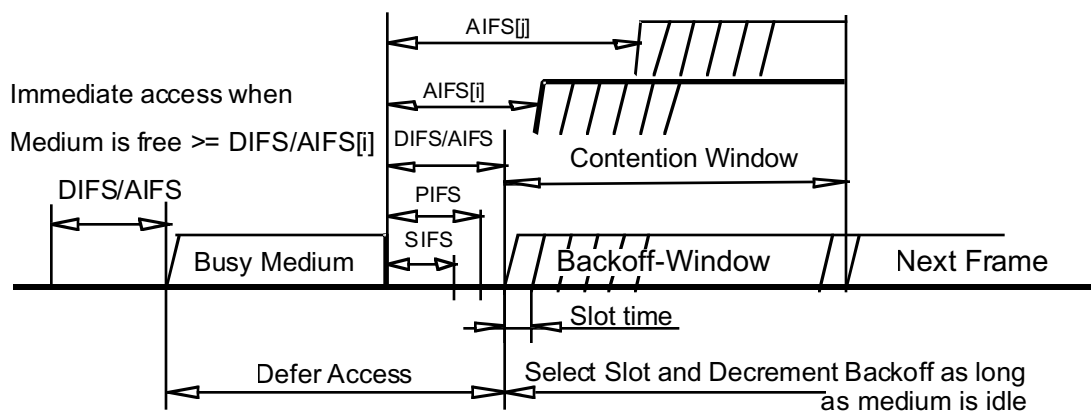 AIFS[j]
AIFS[i]
Immediate access when
Medium is free >= DIFS/AIFS[i]
DIFS/AIFS
Contention Window
DIFS/AIFS
PIFS
SIFS
Busy Medium
Backoff-Window
Next Frame
Slot time
Defer Access
Select Slot and Decrement Backoff as long
as medium is idle